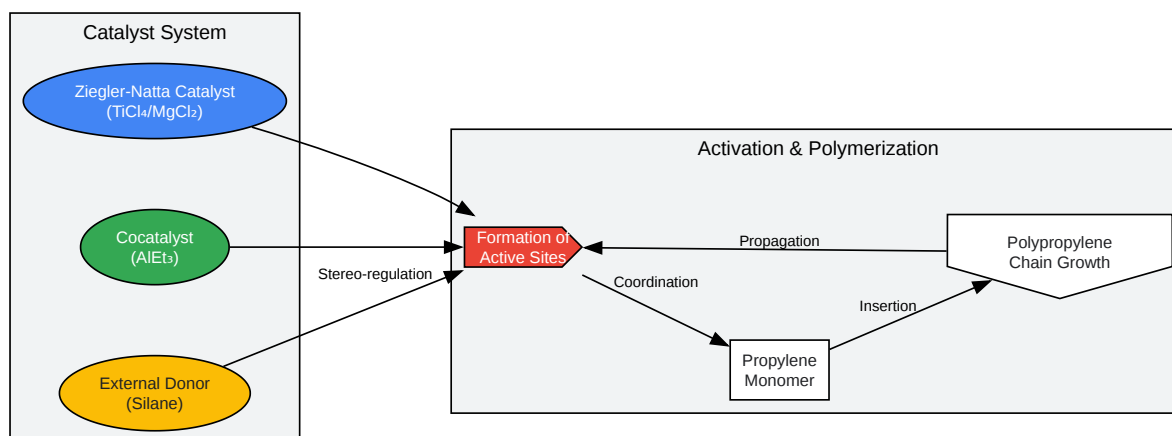 Catalyst System
Ziegler-Natta Catalyst
(TiCl₄/MgCl₂)
Cocatalyst
(AlEt₃)
Stereo-regulation
External Donor
(Silane)
Activation & Polymerization
Formation of
Active Sites
Propagation
Polypropylene
Chain Growth
Coordination
Insertion
Propylene
Monomer